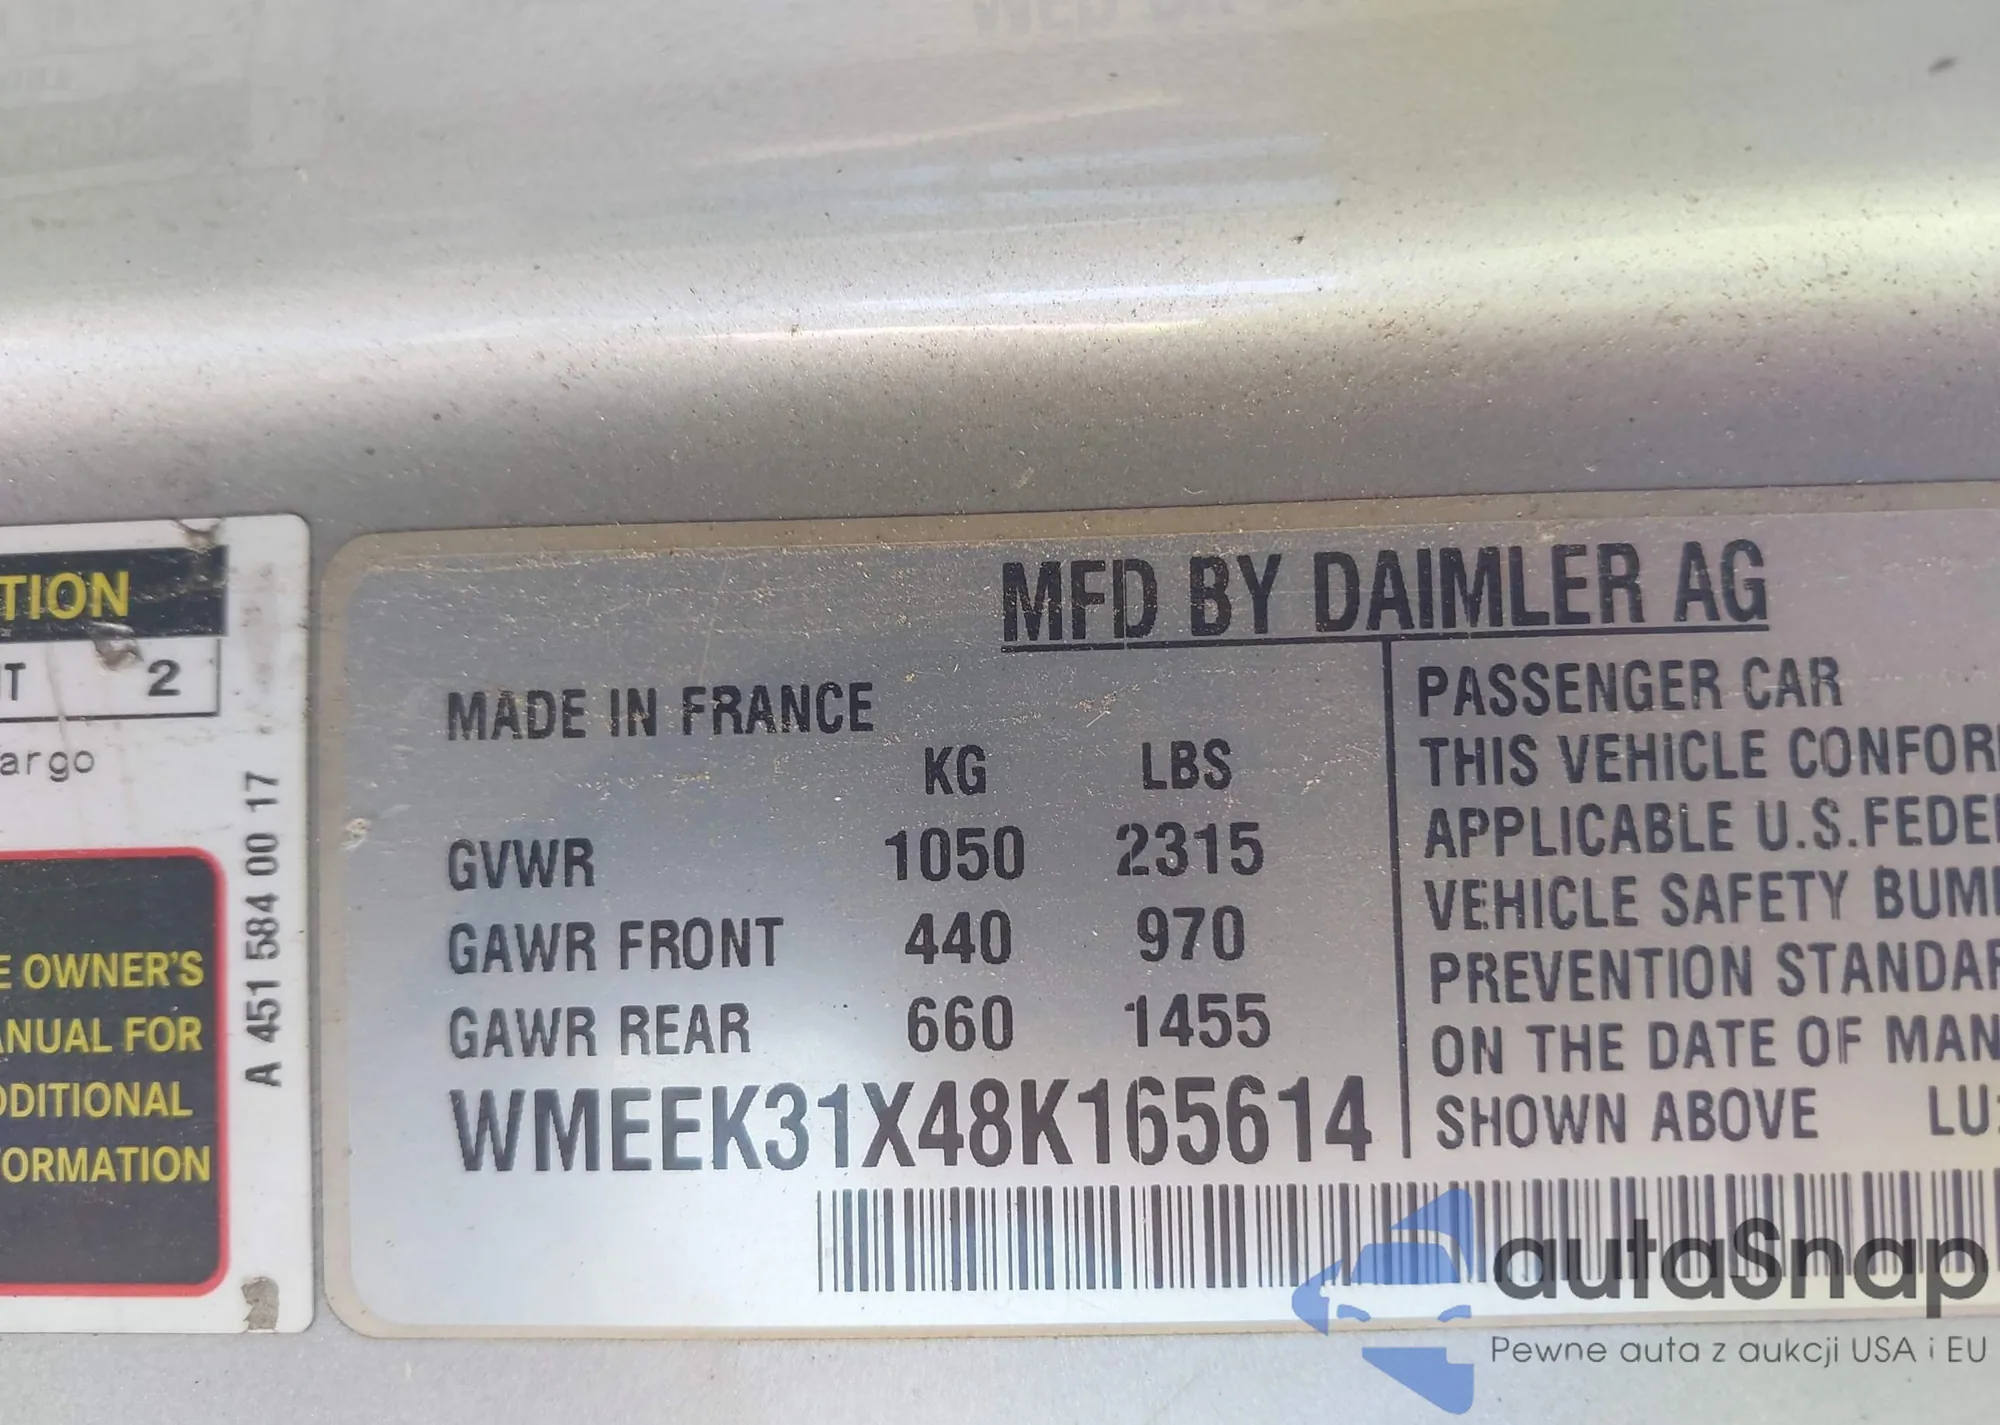 TION
T 2
argo
E OWNER'S
ANUAL FOR
DDITIONAL
FORMATION
A 451 584 00 17
MFD BY DAIMLER AG
MADE IN FRANCE
KG LBS
GVWR 1050 2315
GAWR FRONT 440 970
GAWR REAR 660 1455
WMEEK31X48K165614
PASSENGER CAR
THIS VEHICLE CONFOR
APPLICABLE U.S.FEDE
VEHICLE SAFETY BUM
PREVENTION STANDAR
ON THE DATE OF MAN
SHOWN ABOVE LU
autaSnap
Pewne auta z aukcji USA i EU